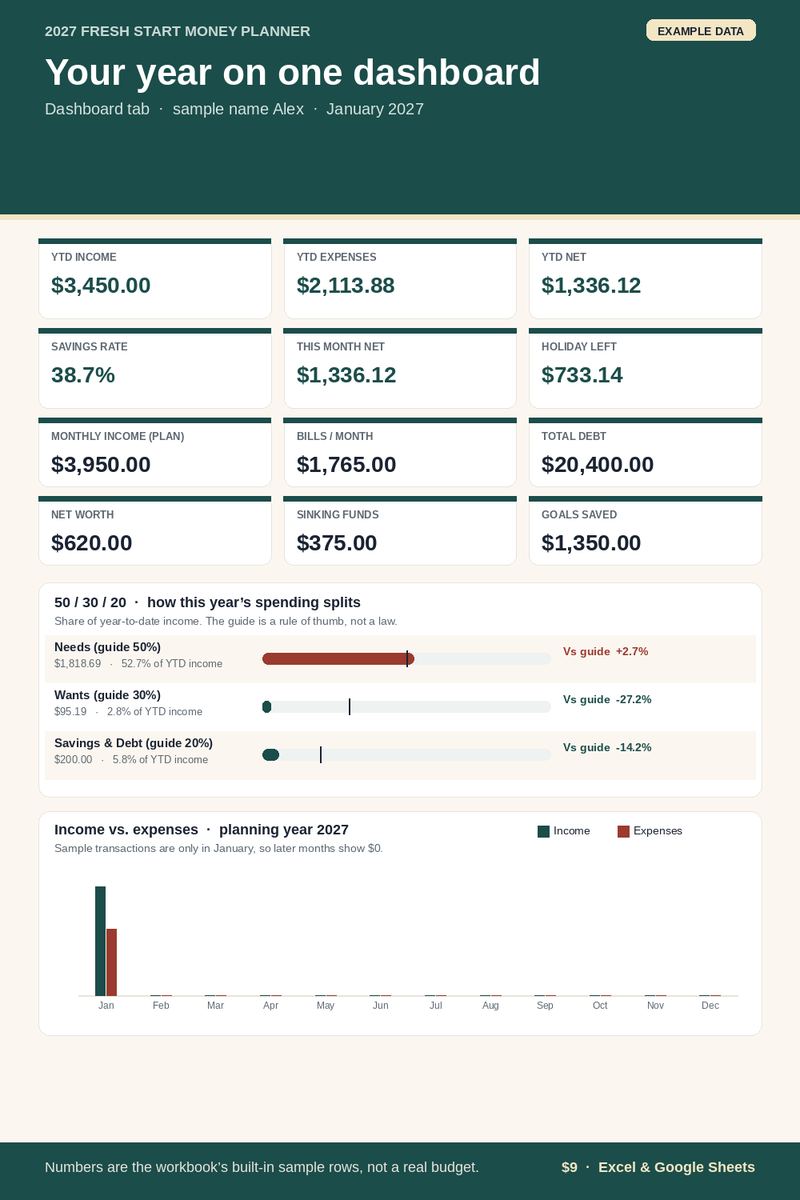 2027 FRESH START MONEY PLANNER
EXAMPLE DATA
Your year on one dashboard
Dashboard tab · sample name Alex · January 2027
YTD INCOME
$3,450.00
YTD EXPENSES
$2,113.88
YTD NET
$1,336.12
SAVINGS RATE
38.7%
THIS MONTH NET
$1,336.12
HOLIDAY LEFT
$733.14
MONTHLY INCOME (PLAN)
$3,950.00
BILLS / MONTH
$1,765.00
TOTAL DEBT
$20,400.00
NET WORTH
$620.00
SINKING FUNDS
$375.00
GOALS SAVED
$1,350.00
50 / 30 / 20 · how this year’s spending splits
Share of year-to-date income. The guide is a rule of thumb, not a law.
Needs (guide 50%)
$1,818.69 · 52.7% of YTD income
Vs guide +2.7%
Wants (guide 30%)
$95.19 · 2.8% of YTD income
Vs guide -27.2%
Savings & Debt (guide 20%)
$200.00 · 5.8% of YTD income
Vs guide -14.2%
Income vs. expenses · planning year 2027
Income
Expenses
Sample transactions are only in January, so later months show $0.
Jan Feb Mar Apr May Jun Jul Aug Sep Oct Nov Dec
Numbers are the workbook’s built-in sample rows, not a real budget.
$9 · Excel & Google Sheets